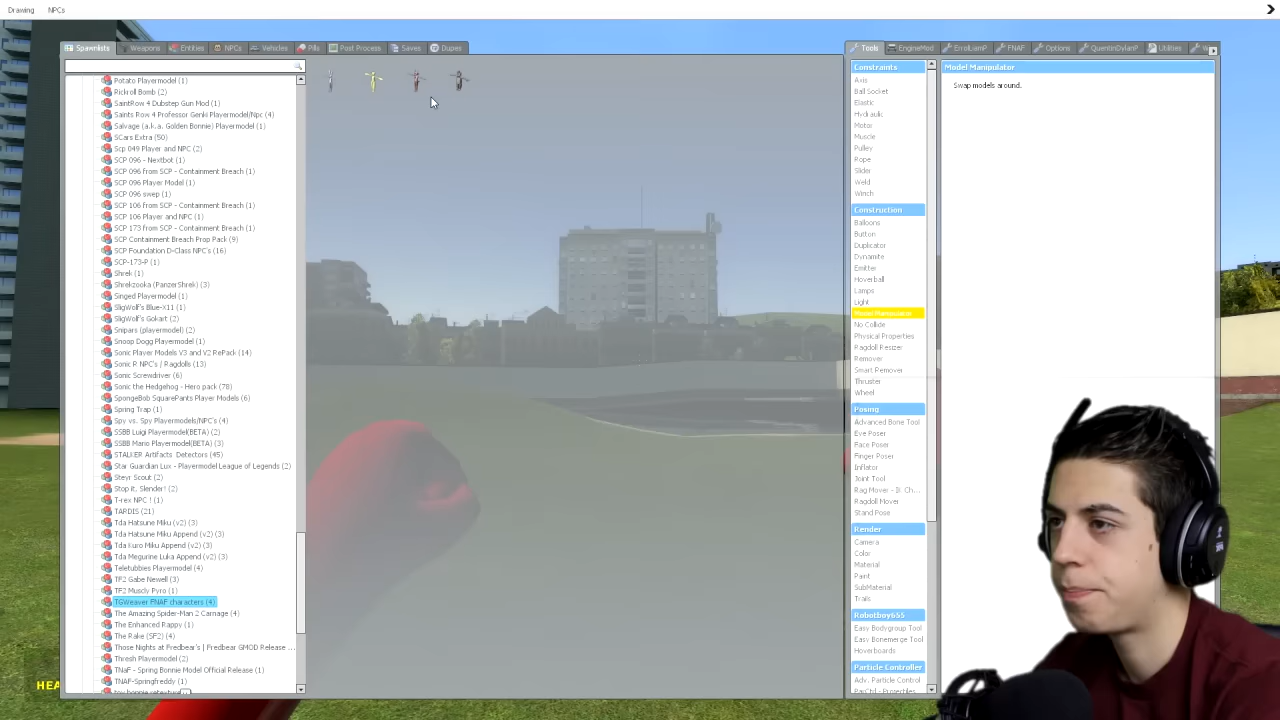 Drawing NPCs
Spawnlists Weapons Entities NPCs Vehicles Pills Post Process Saves Dupes
Potato Playermodel (1)
Rickroll Bomb (2)
SaintRow 4 Dubstep Gun Mod (1)
Saints Row 4 Professor Genki Playermodel/Npc (4)
Salvage (a.k.a. Golden Bonnie) Playermodel (1)
SCars Extra (50)
Scp 049 Player and NPC (2)
SCP 096 - Nextbot (1)
SCP 096 from SCP - Containment Breach (1)
SCP 096 Player Model (1)
SCP 096 swep (1)
SCP 106 from SCP - Containment Breach (1)
SCP 106 Player and NPC (1)
SCP 173 from SCP - Containment Breach (1)
SCP Containment Breach Prop Pack (9)
SCP Foundation D-Class NPC's (16)
SCP-173-P (1)
Shrek (1)
Shrekzooka (PanzerShrek) (3)
Singed Playermodel (1)
SligWolf's Blue-X11 (1)
SligWolf's Gokart (2)
Snipars (playermodel) (2)
Snoop Dogg Playermodel (1)
Sonic Player Models V3 and V2 RePack (14)
Sonic R NPC's / Ragdolls (13)
Sonic Screwdriver (6)
Sonic the Hedgehog - Hero pack (78)
SpongeBob SquarePants Player Models (6)
Spring Trap (1)
Spy vs. Spy Playermodels/NPC's (4)
SSBB Luigi Playermodel(BETA) (2)
SSBB Mario Playermodel(BETA) (3)
STALKER Artifacts Detectors (45)
Star Guardian Lux - Playermodel League of Legends (2)
Steyr Scout (2)
Stop it, Slender! (2)
T-rex NPC ! (1)
TARDIS (21)
Tda Hatsune Miku (v2) (3)
Tda Hatsune Miku Append (v2) (3)
Tda Kuro Miku Append (v2) (3)
Tda Megurine Luka Append (v2) (3)
Teletubbies Playermodel (4)
TF2 Gabe Newell (3)
TF2 Muscly Pyro (1)
TGWeaver FNAF characters (4)
The Amazing Spider-Man 2 Carnage (4)
The Enhanced Rappy (1)
The Rake (SF2) (4)
Those Nights at Fredbear's | Fredbear GMOD Release ...
Thresh Playermodel (2)
TNaF - Spring Bonnie Model Official Release (1)
TNAF-Springfreddy (1)
HEA
Tools EngineMod ErrolLiamP FNAF Options QuentinDylanP Utilities
Constraints
Axis
Ball Socket
Elastic
Hydraulic
Motor
Muscle
Pulley
Rope
Slider
Weld
Winch
Construction
Balloons
Button
Duplicator
Dynamite
Emitter
Hoverball
Lamps
Light
Model Manipulator
No Collide
Physical Properties
Ragdoll Resizer
Remover
Smart Remover
Thruster
Wheel
Posing
Advanced Bone Tool
Eye Poser
Face Poser
Finger Poser
Inflator
Joint Tool
Rag Mover - IK Ch...
Ragdoll Mover
Stand Pose
Render
Camera
Color
Material
Paint
SubMaterial
Trails
Robotboy655
Easy Bodygroup Tool
Easy Bonemerge Tool
Hoverboards
Particle Controller
Adv. Particle Control
PartCtrl - Projectiles
Model Manipulator
Swap models around.